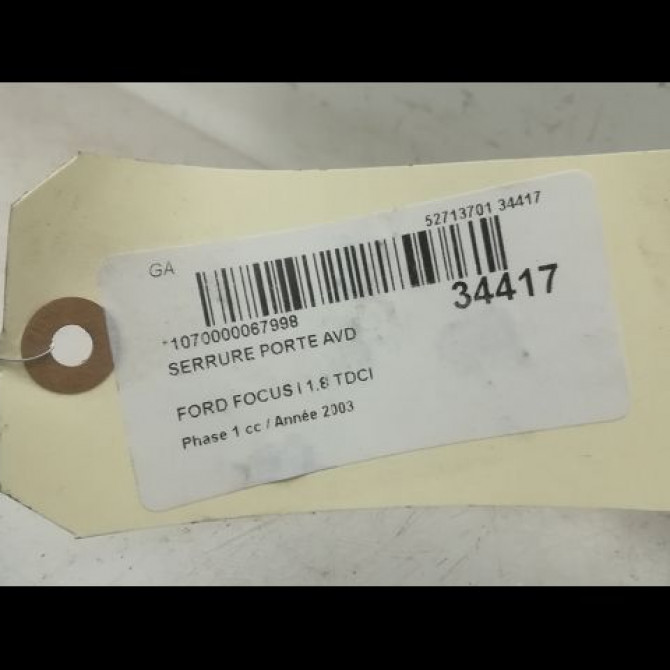 52713701 34417
GA
34417
*1070000067998
SERRURE PORTE AVD
FORD FOCUS I 1.8 TDCI
Phase 1 cc / Année 2003